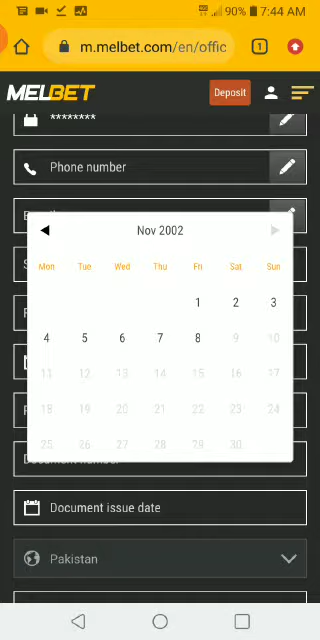 90% 7:44 AM
m.melbet.com/en/offic
1
MELBET
Deposit
********
Phone number
Nov 2002
Mon Tue Wed Thu Fri Sat Sun
1 2 3
4 5 6 7 8 9 10
11 12 13 14 15 16 17
18 19 20 21 22 23 24
25 26 27 28 29 30
Document number
Document issue date
Pakistan